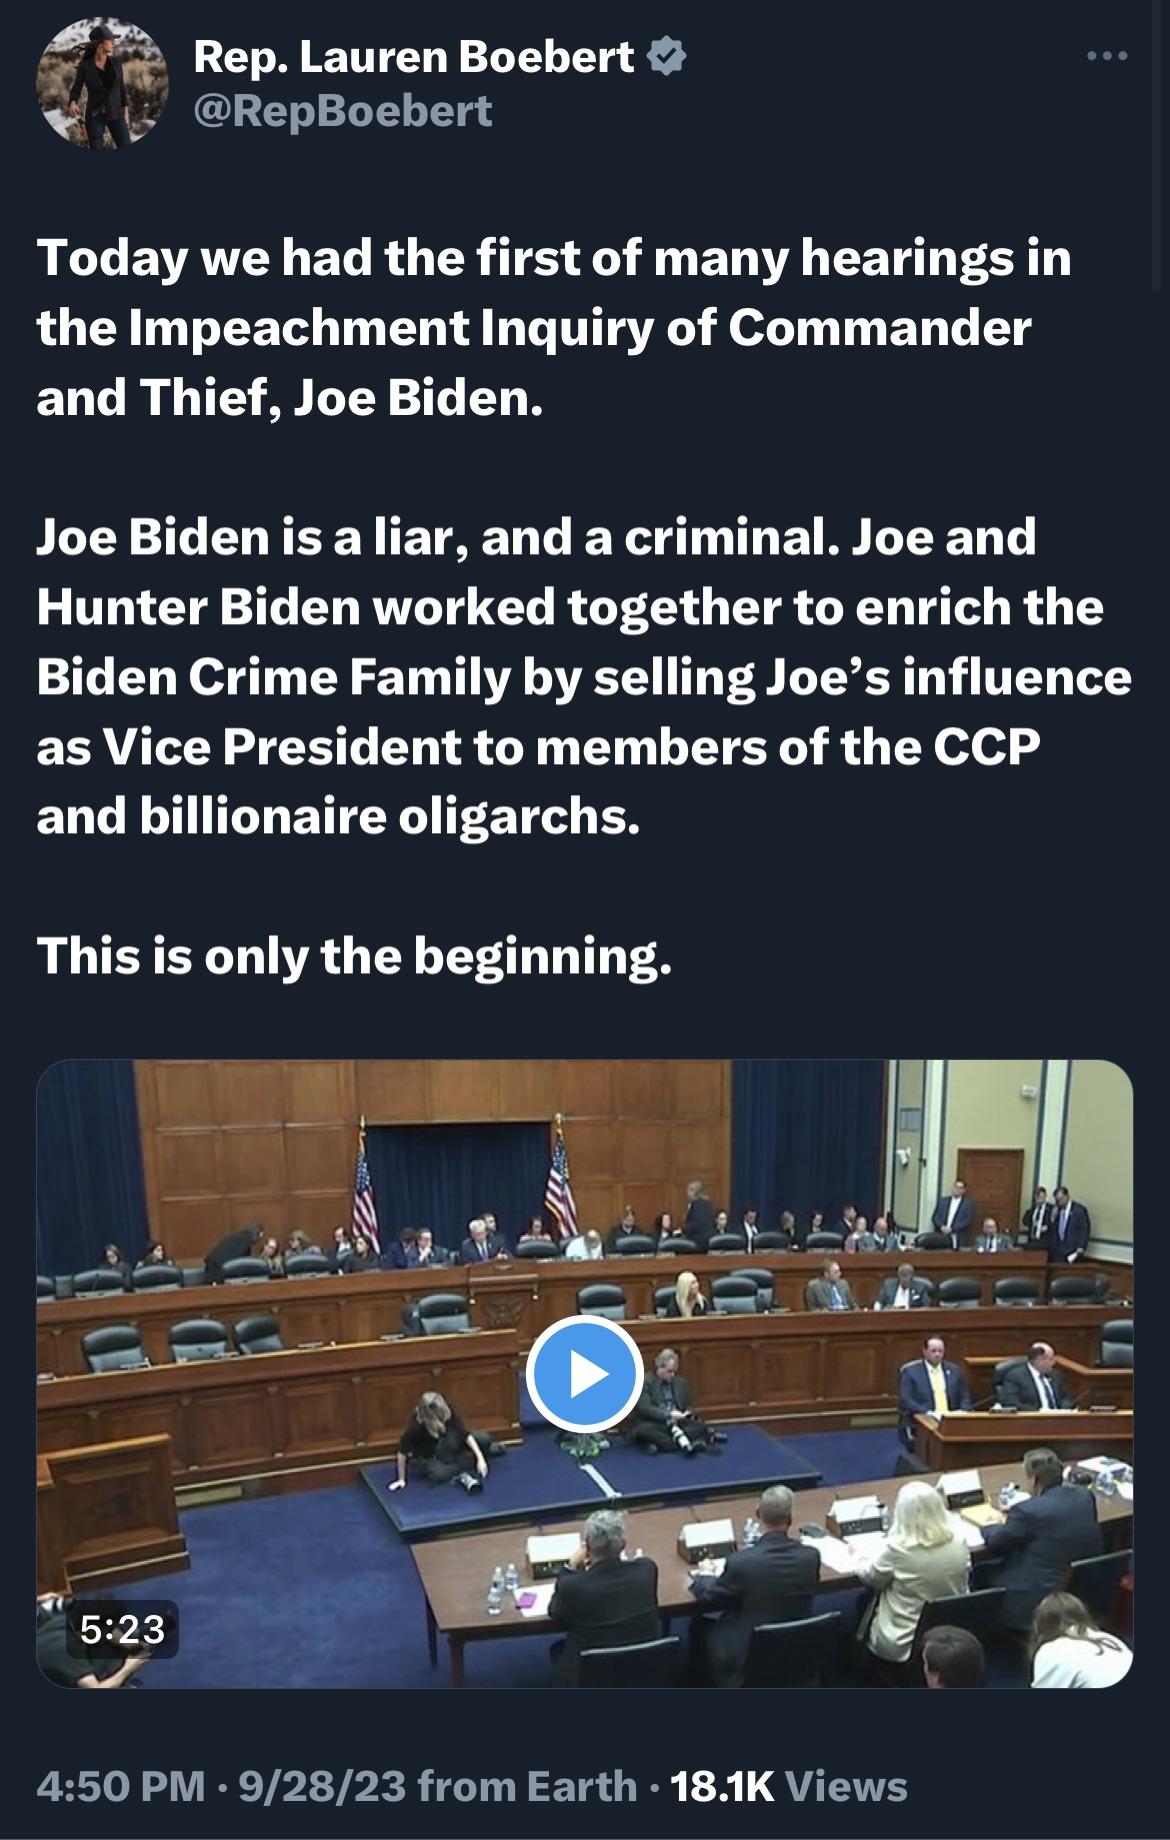 Rep. Lauren Boebert
@RepBoebert
Today we had the first of many hearings in
the Impeachment Inquiry of Commander
and Thief, Joe Biden.
Joe Biden is a liar, and a criminal. Joe and
Hunter Biden worked together to enrich the
Biden Crime Family by selling Joe’s influence
as Vice President to members of the CCP
and billionaire oligarchs.
This is only the beginning.
5:23
4:50 PM · 9/28/23 from Earth · 18.1K Views